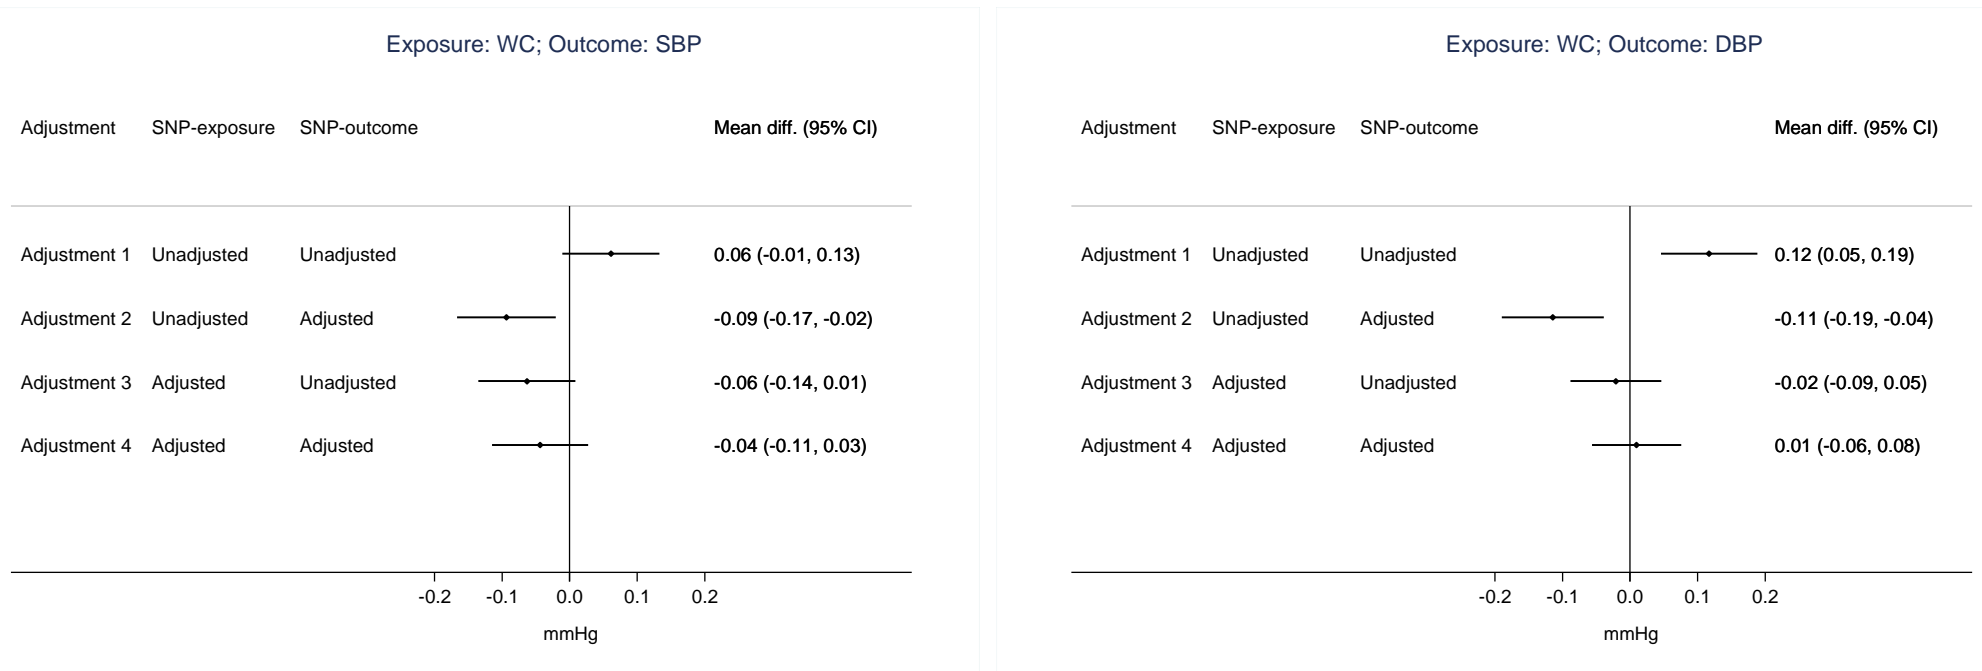 Exposure: WC; Outcome: SBP
Adjustment SNP-exposure SNP-outcome Mean diff. (95% CI)
Adjustment 1 Unadjusted Unadjusted 0.06 (-0.01, 0.13)
Adjustment 2 Unadjusted Adjusted -0.09 (-0.17, -0.02)
Adjustment 3 Adjusted Unadjusted -0.06 (-0.14, 0.01)
Adjustment 4 Adjusted Adjusted -0.04 (-0.11, 0.03)
-0.2 -0.1 0.0 0.1 0.2
mmHg
Exposure: WC; Outcome: DBP
Adjustment SNP-exposure SNP-outcome Mean diff. (95% CI)
Adjustment 1 Unadjusted Unadjusted 0.12 (0.05, 0.19)
Adjustment 2 Unadjusted Adjusted -0.11 (-0.19, -0.04)
Adjustment 3 Adjusted Unadjusted -0.02 (-0.09, 0.05)
Adjustment 4 Adjusted Adjusted 0.01 (-0.06, 0.08)
-0.2 -0.1 0.0 0.1 0.2
mmHg